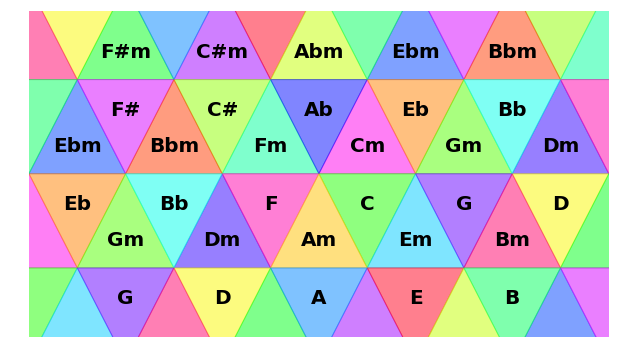 F#m C#m Abm Ebm Bbm
F# C# Ab Eb Bb
Ebm Bbm Fm Cm Gm Dm
Eb Bb F C G D
Gm Dm Am Em Bm
G D A E B